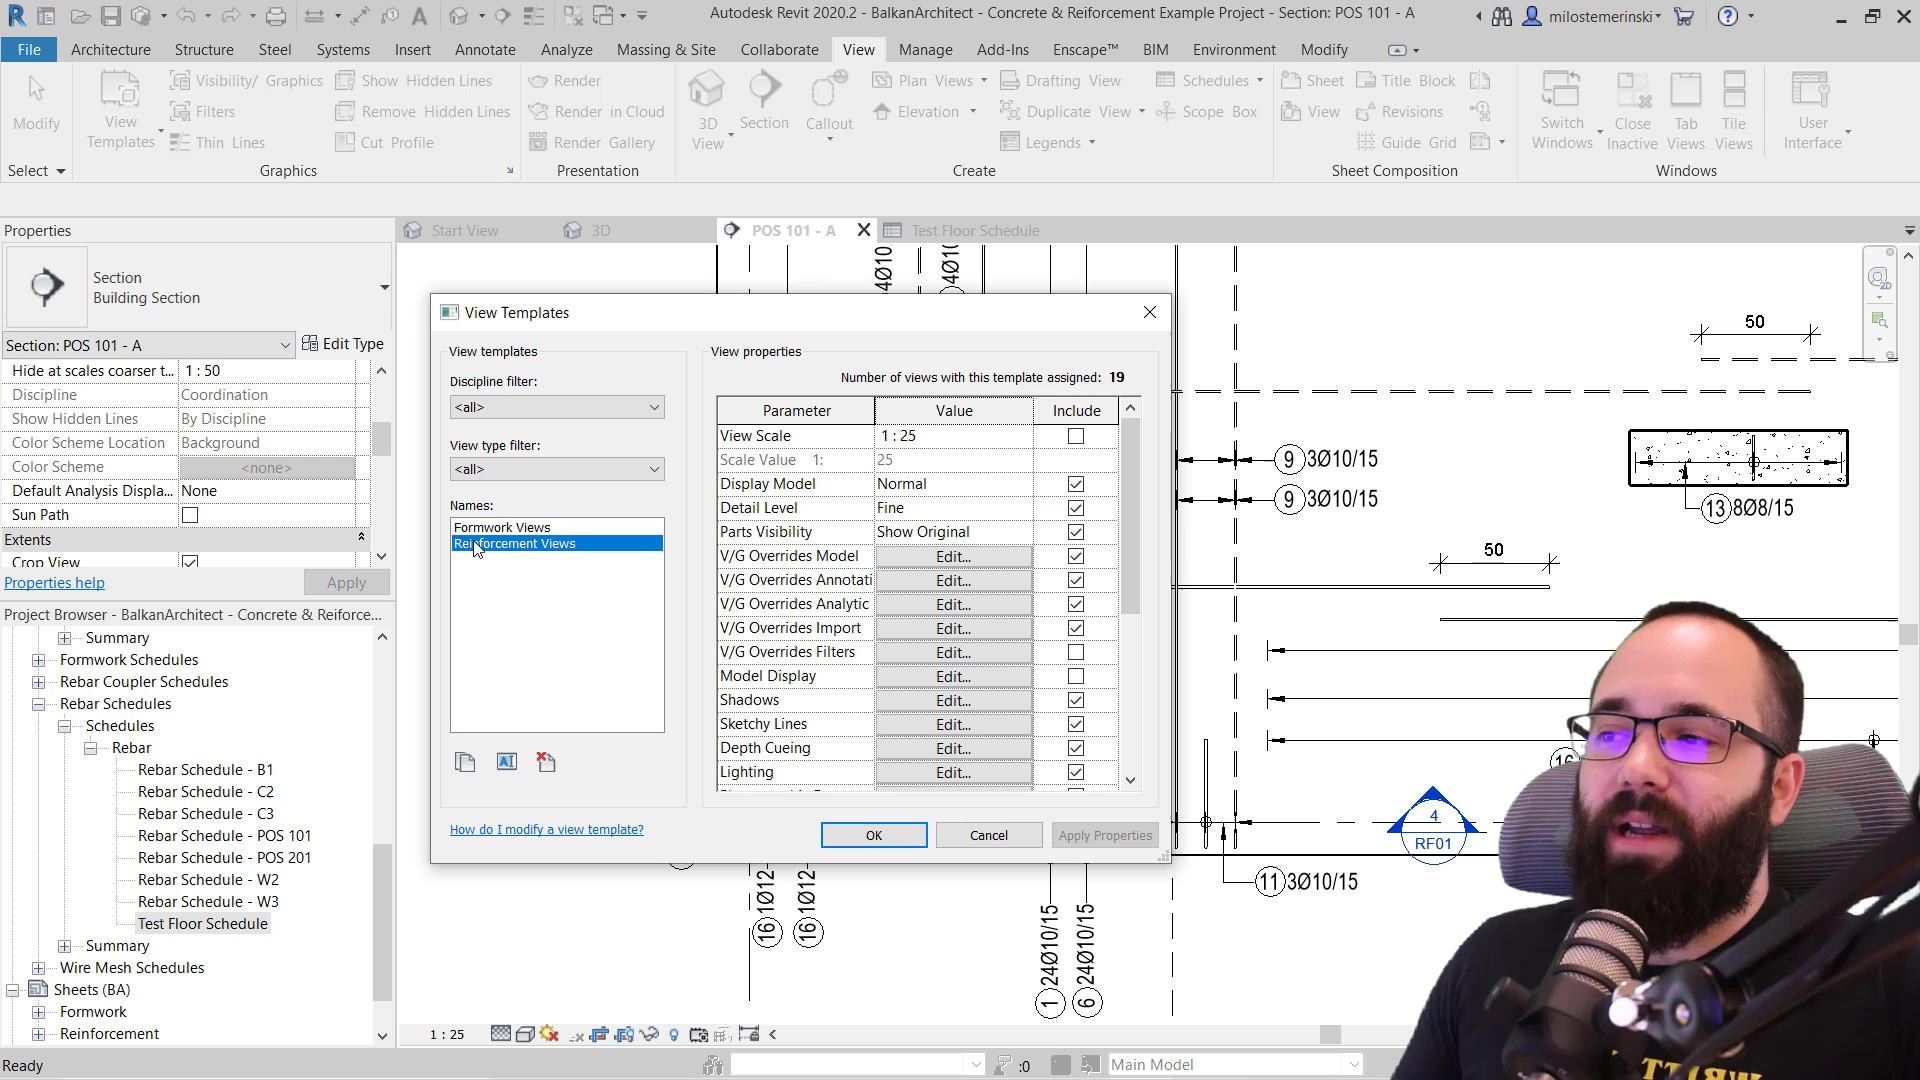 Autodesk Revit 2020.2 - BalkanArchitect - Concrete & Reiforcement Example Project - Section: POS 101 - A
milostemerinski
File Architecture Structure Steel Systems Insert Annotate Analyze Massing & Site Collaborate View Manage Add-Ins Enscape™ BIM Environment Modify
Modify
View Templates
Visibility/ Graphics
Filters
Thin Lines
Show Hidden Lines
Remove Hidden Lines
Cut Profile
Render
Render in Cloud
Render Gallery
3D View
Section
Callout
Plan Views
Elevation
Drafting View
Duplicate View
Legends
Schedules
Scope Box
Sheet
View
Title Block
Revisions
Guide Grid
Switch Windows
Close Inactive
Tab Views
Tile Views
User Interface
Select Graphics Presentation Create Sheet Composition Windows
Properties
Start View
3D
POS 101 - A
Test Floor Schedule
Section
Building Section
Section: POS 101 - A
Edit Type
Hide at scales coarser t... 1 : 50
Discipline Coordination
Show Hidden Lines By Discipline
Color Scheme Location Background
Color Scheme <none>
Default Analysis Displa... None
Sun Path
Extents
Crop View
Properties help
Apply
Project Browser - BalkanArchitect - Concrete & Reiforce...
Summary
Formwork Schedules
Rebar Coupler Schedules
Rebar Schedules
Schedules
Rebar
Rebar Schedule - B1
Rebar Schedule - C2
Rebar Schedule - C3
Rebar Schedule - POS 101
Rebar Schedule - POS 201
Rebar Schedule - W2
Rebar Schedule - W3
Test Floor Schedule
Summary
Wire Mesh Schedules
Sheets (BA)
Formwork
Reinforcement
View Templates
View templates
Discipline filter:
<all>
View type filter:
<all>
Names:
Formwork Views
Reinforcement Views
How do I modify a view template?
View properties
Number of views with this template assigned: 19
Parameter Value Include
View Scale 1 : 25
Scale Value 1: 25
Display Model Normal
Detail Level Fine
Parts Visibility Show Original
V/G Overrides Model Edit...
V/G Overrides Annotati Edit...
V/G Overrides Analytic Edit...
V/G Overrides Import Edit...
V/G Overrides Filters Edit...
Model Display Edit...
Shadows Edit...
Sketchy Lines Edit...
Depth Cueing Edit...
Lighting Edit...
OK
Cancel
Apply Properties
4Ø10
4Ø10
50
9 3Ø10/15
9 3Ø10/15
13 8Ø8/15
50
16
4
RF01
11 3Ø10/15
16 1Ø12
16 1Ø12
1 24Ø10/15
6 24Ø10/15
2D
1 : 25
Ready
:0
Main Model